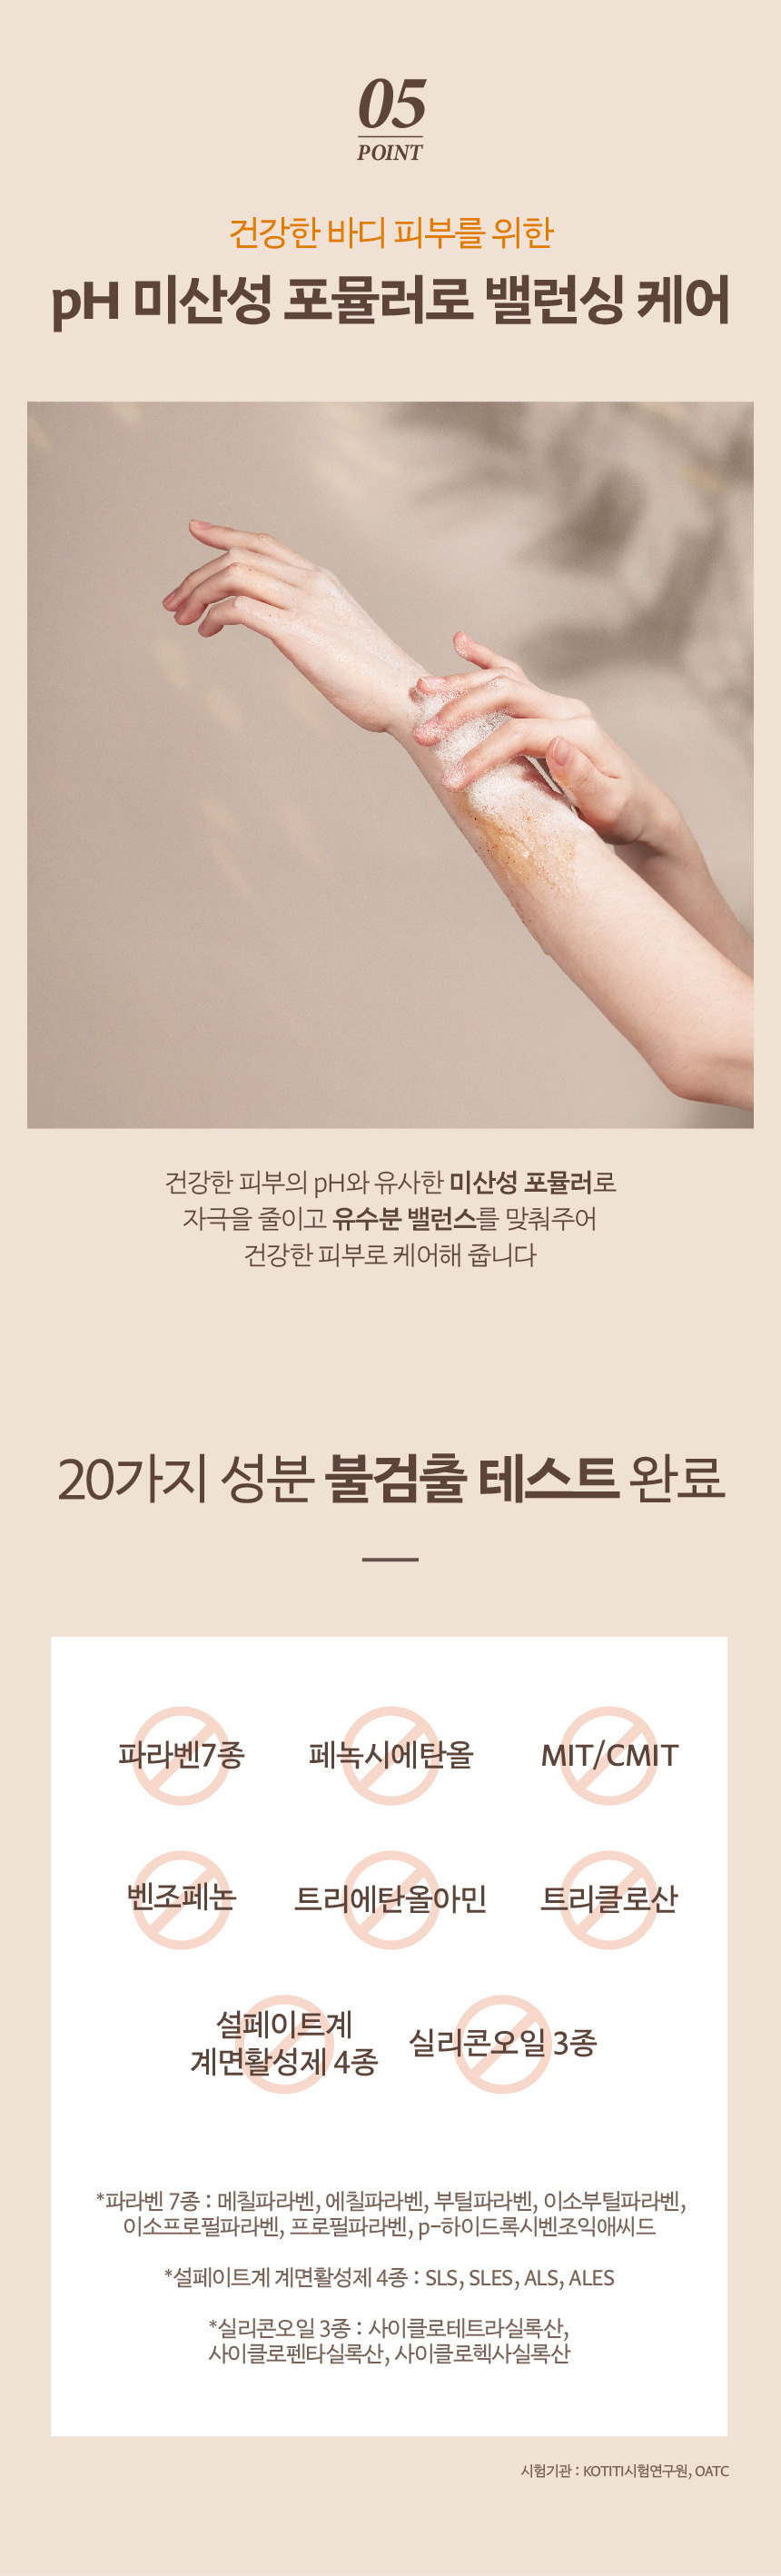 05
POINT
건강한 바디 피부를 위한
pH 미산성 포뮬러로 밸런싱 케어
건강한 피부의 pH와 유사한 미산성 포뮬러로
자극을 줄이고 유수분 밸런스를 맞춰주어
건강한 피부로 케어해 줍니다
20가지 성분 불검출 테스트 완료
파라벤7종 페녹시에탄올 MIT/CMIT
벤조페논 트리에탄올아민 트리클로산
설페이트계
계면활성제 4종 실리콘오일 3종
*파라벤 7종 : 메칠파라벤, 에칠파라벤, 부틸파라벤, 이소부틸파라벤,
이소프로필파라벤, 프로필파라벤, p-하이드록시벤조익애씨드
*설페이트계 계면활성제 4종 : SLS, SLES, ALS, ALES
*실리콘오일 3종 : 사이클로테트라실록산,
사이클로펜타실록산, 사이클로헥사실록산
시험기관 : KOTITI시험연구원, OATC